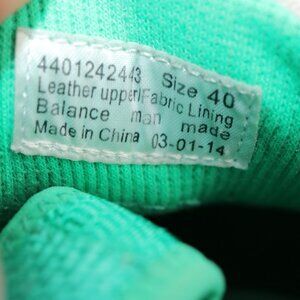 4401242443 Size 40
Leather upper/Fabric Lining
Balance man made
Made in China 03-01-14